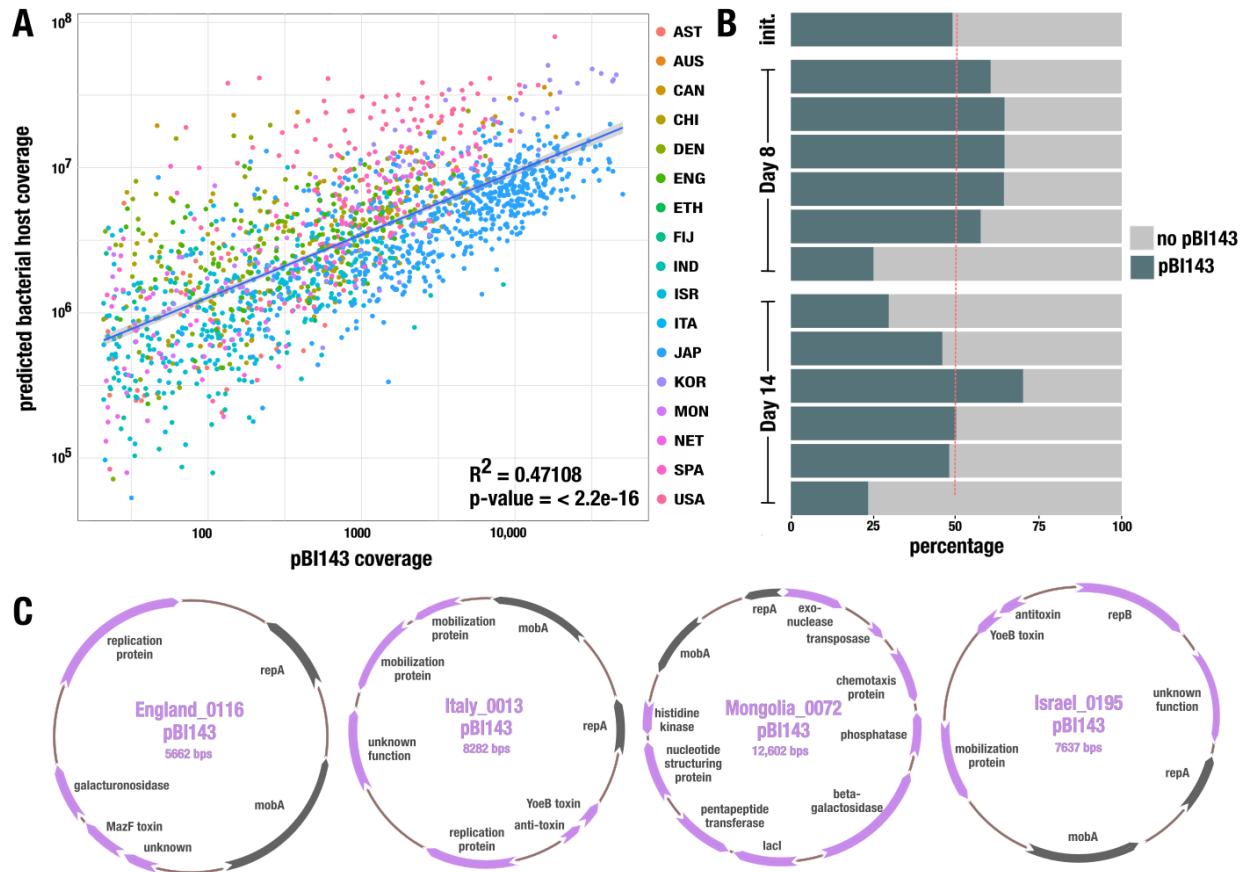 A
predicted bacterial host coverage
10⁸
10⁷
10⁶
10⁵
100
1000
10,000
pBI143 coverage
R² = 0.47108
p-value = < 2.2e-16
AST
AUS
CAN
CHI
DEN
ENG
ETH
FIJ
IND
ISR
ITA
JAP
KOR
MON
NET
SPA
USA
B
init.
Day 8
Day 14
0
25
50
75
100
percentage
no pBI143
pBI143
C
replication
protein
repA
England_0116
pBI143
5662 bps
galacturonosidase
mobA
MazF toxin
unknown
mobilization
protein
mobA
mobilization
protein
Italy_0013
pBI143
8282 bps
repA
unknown
function
YoeB toxin
anti-toxin
replication
protein
repA
exo-
nuclease
transposase
mobA
chemotaxis
protein
histidine
kinase
Mongolia_0072
pBI143
12,602 bps
phosphatase
nucleotide
structuring
protein
beta-
galactosidase
pentapeptide
transferase
lacI
antitoxin
YoeB toxin
repB
Israel_0195
pBI143
7637 bps
unknown
function
mobilization
protein
repA
mobA